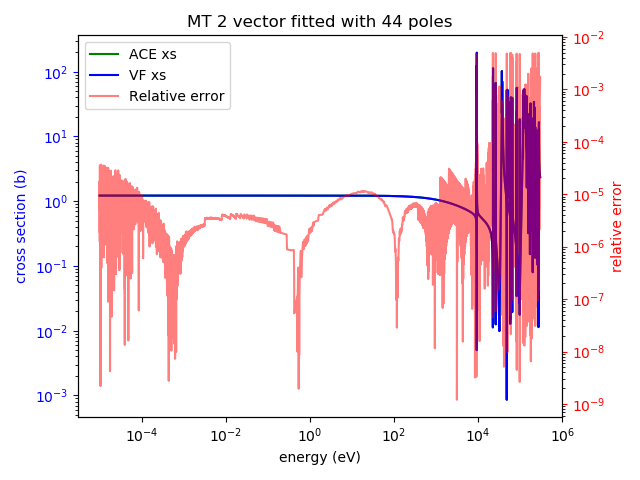 MT 2 vector fitted with 44 poles
ACE xs
VF xs
Relative error
cross section (b)
10^2
10^1
10^0
10^-1
10^-2
10^-3
10^-2
10^-3
10^-4
10^-5
10^-6
10^-7
10^-8
10^-9
relative error
10^-4
10^-2
10^0
10^2
10^4
10^6
energy (eV)